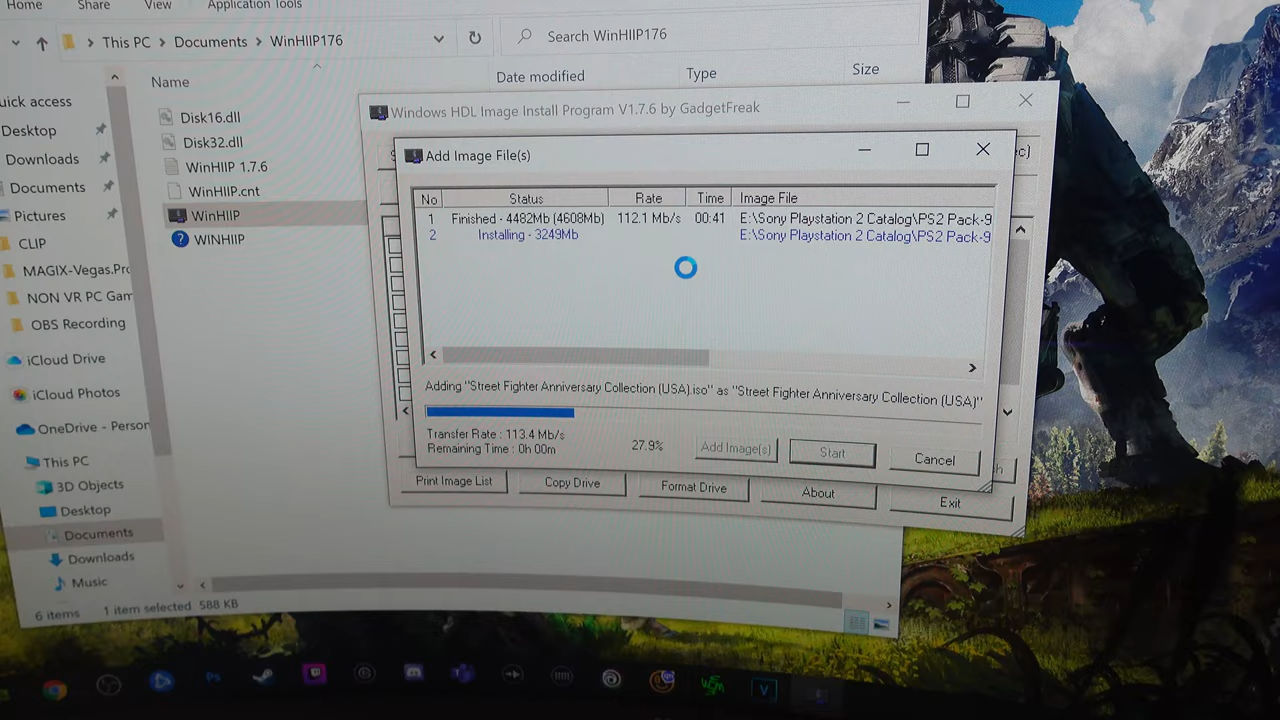 Home Share View Application Tools
This PC > Documents > WinHIIP176
Search WinHIIP176
Name Date modified Type Size
Disk16.dll
Disk32.dll
WinHIIP 1.7.6
WinHIIP.cnt
WinHIIP
WINHIIP
uick access
Desktop
Downloads
Documents
Pictures
CLIP
MAGIX-Vegas.Pro
NON VR PC Gam
OBS Recording
iCloud Drive
iCloud Photos
OneDrive - Person
This PC
3D Objects
Desktop
Documents
Downloads
Music
6 items 1 item selected 588 KB
Windows HDL Image Install Program V1.7.6 by GadgetFreak
Add Image File(s)
No Status Rate Time Image File
1 Finished - 4482Mb (4608Mb) 112.1 Mb/s 00:41 E:\Sony Playstation 2 Catalog\PS2 Pack-9
2 Installing - 3249Mb E:\Sony Playstation 2 Catalog\PS2 Pack-9
Adding "Street Fighter Anniversary Collection (USA).iso" as "Street Fighter Anniversary Collection (USA)"
Transfer Rate : 113.4 Mb/s
Remaining Time : 0h 00m
27.9%
Add Image(s) Start Cancel
Print Image List Copy Drive Format Drive About Exit